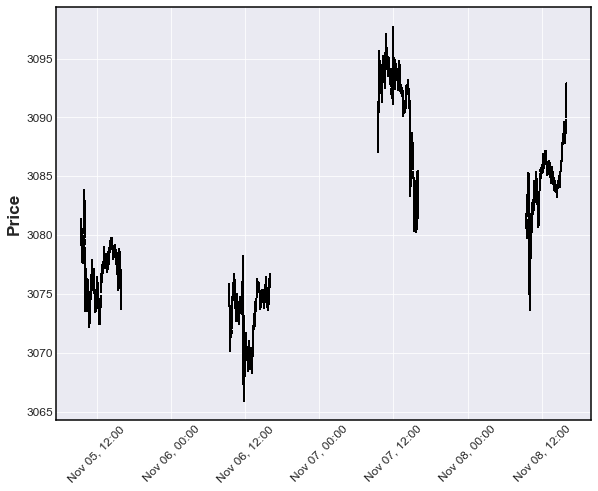 3095
3090
3085
3080
3075
3070
3065
Price
Nov 05, 12:00
Nov 06, 00:00
Nov 06, 12:00
Nov 07, 00:00
Nov 07, 12:00
Nov 08, 00:00
Nov 08, 12:00